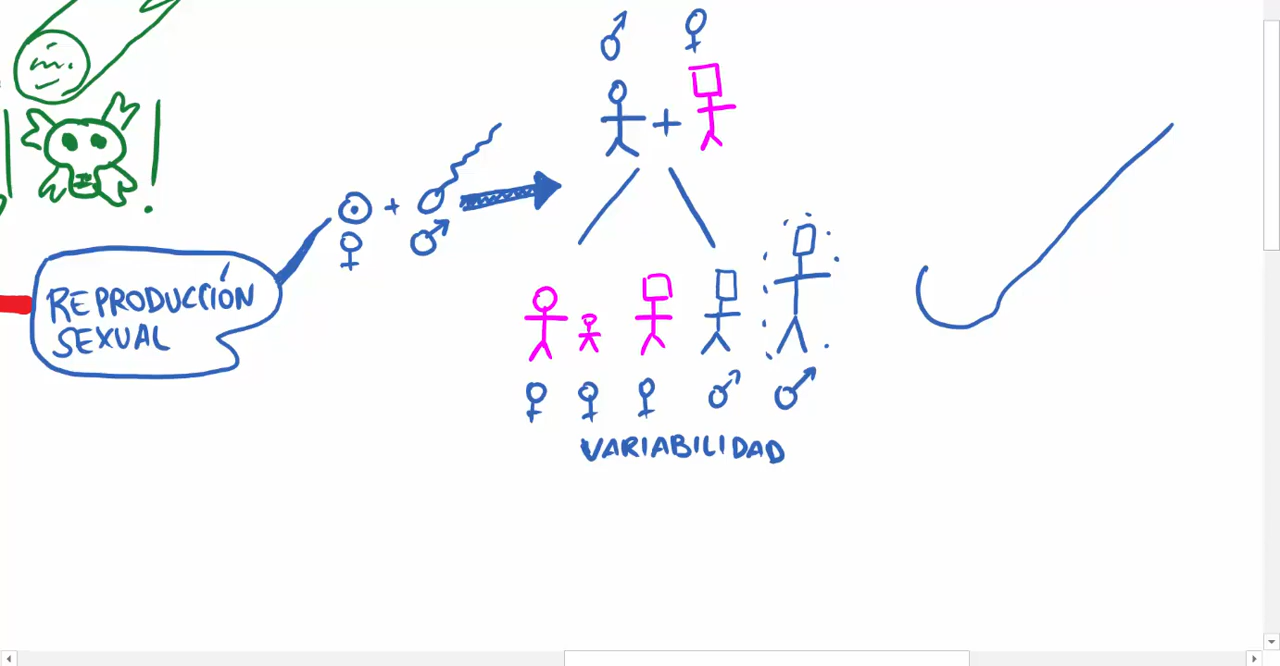 REPRODUCCIÓN
SEXUAL
♀ + ♂
♂ ♀
+
♀ ♀ ♀ ♂ ♂
VARIABILIDAD